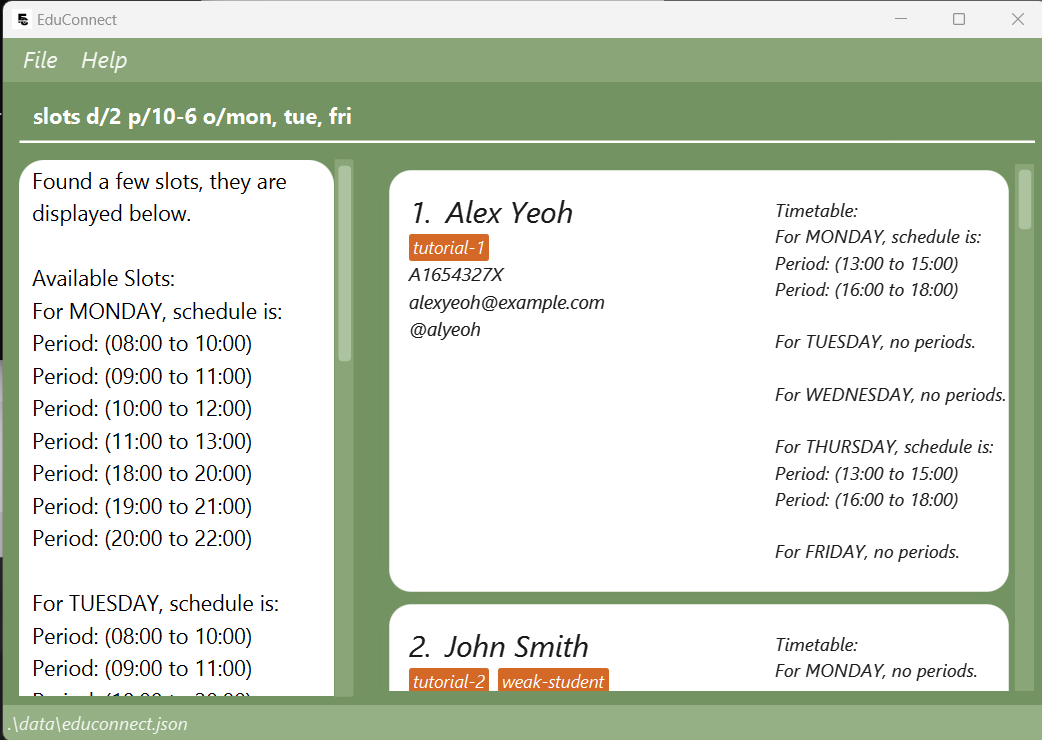 EduConnect
File Help
slots d/2 p/10-6 o/mon, tue, fri
Found a few slots, they are
displayed below.
Available Slots:
For MONDAY, schedule is:
Period: (08:00 to 10:00)
Period: (09:00 to 11:00)
Period: (10:00 to 12:00)
Period: (11:00 to 13:00)
Period: (18:00 to 20:00)
Period: (19:00 to 21:00)
Period: (20:00 to 22:00)
For TUESDAY, schedule is:
Period: (08:00 to 10:00)
Period: (09:00 to 11:00)
1. Alex Yeoh
tutorial-1
A1654327X
alexyeoh@example.com
@alyeoh
Timetable:
For MONDAY, schedule is:
Period: (13:00 to 15:00)
Period: (16:00 to 18:00)
For TUESDAY, no periods.
For WEDNESDAY, no periods.
For THURSDAY, schedule is:
Period: (13:00 to 15:00)
Period: (16:00 to 18:00)
For FRIDAY, no periods.
2. John Smith
tutorial-2 weak-student
Timetable:
For MONDAY, no periods.
.\data\educonnect.json